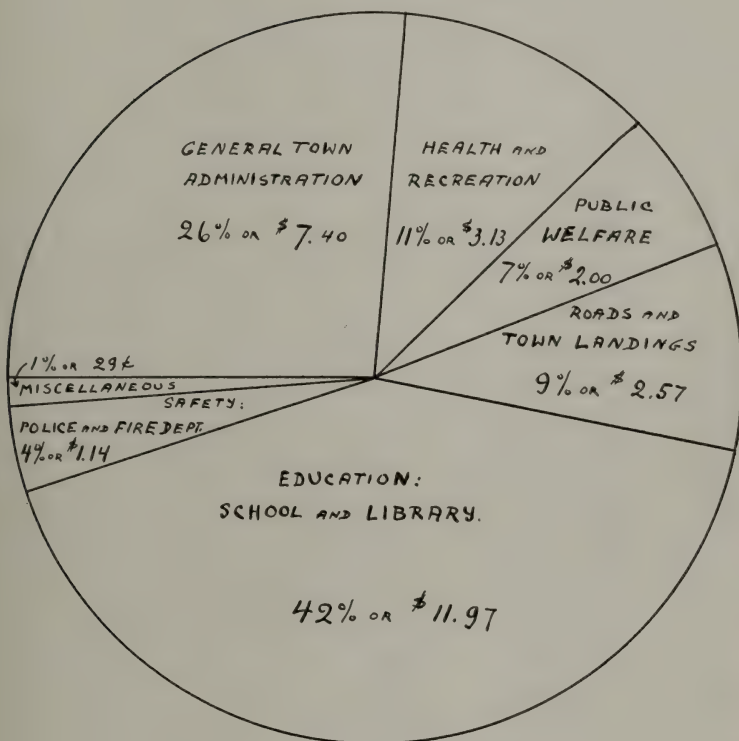 GENERAL TOWN
ADMINISTRATION
26% OR $7.40
HEALTH AND
RECREATION
11% OR $3.13
PUBLIC
WELFARE
7% OR $2.00
ROADS AND
TOWN LANDINGS
9% OR $2.57
1% OR 29¢
MISCELLANEOUS
SAFETY:
POLICE AND FIRE DEPT.
4% OR $1.14
EDUCATION:
SCHOOL AND LIBRARY.
42% OR $11.97